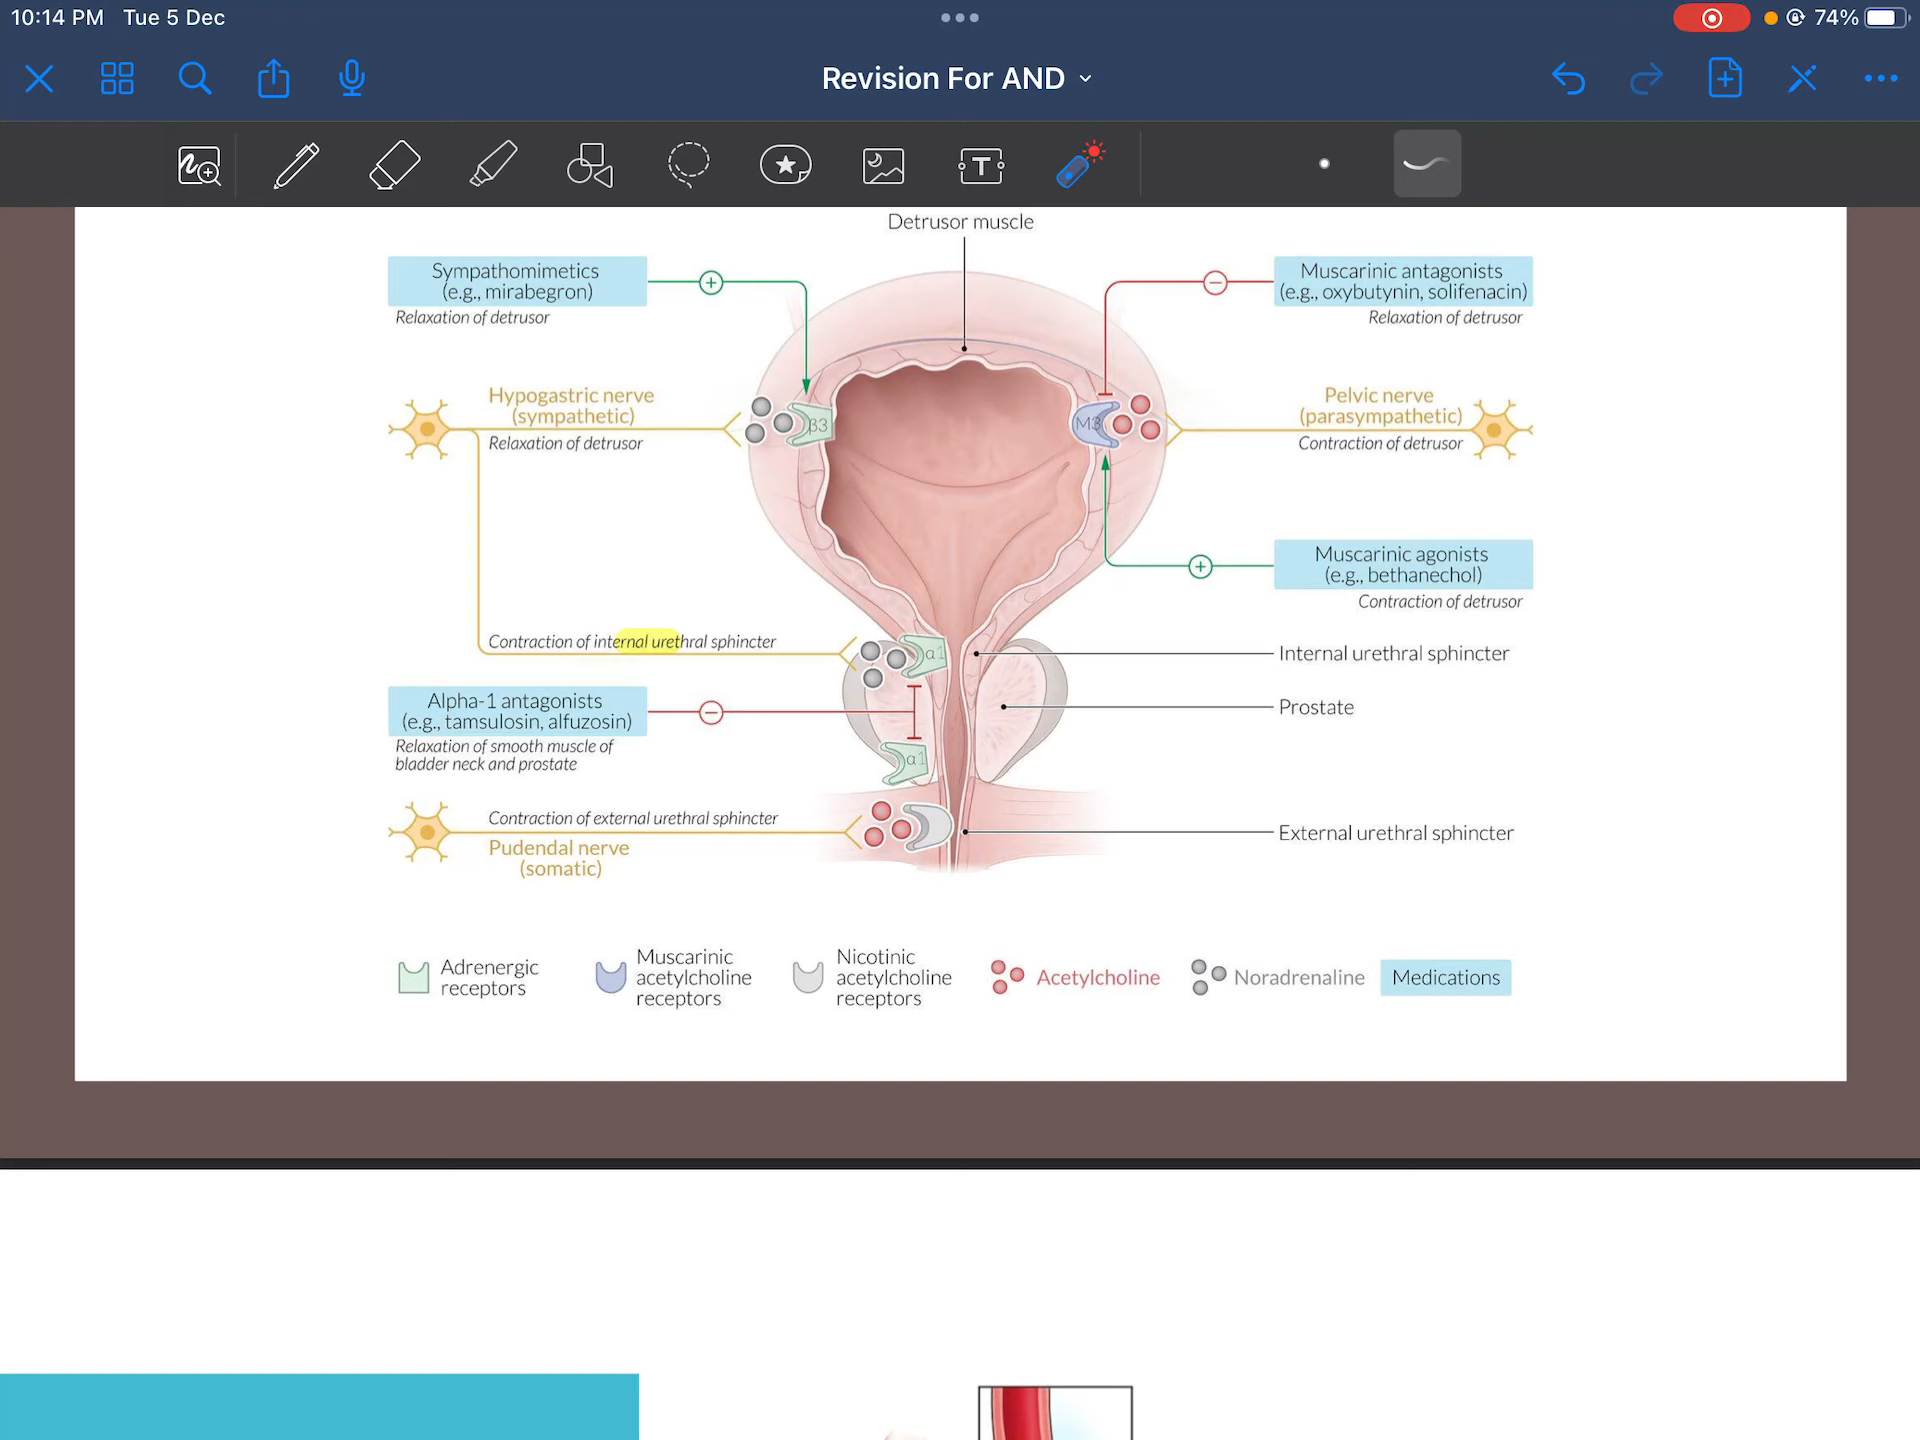 10:14 PM Tue 5 Dec
74%
Revision For AND
T
Detrusor muscle
Sympathomimetics
(e.g., mirabegron)
Relaxation of detrusor
Muscarinic antagonists
(e.g., oxybutynin, solifenacin)
Relaxation of detrusor
Hypogastric nerve
(sympathetic)
Relaxation of detrusor
β3
M3
Pelvic nerve
(parasympathetic)
Contraction of detrusor
Muscarinic agonists
(e.g., bethanechol)
Contraction of detrusor
Contraction of internal urethral sphincter
α1
Internal urethral sphincter
Alpha-1 antagonists
(e.g., tamsulosin, alfuzosin)
Relaxation of smooth muscle of
bladder neck and prostate
Prostate
α1
Contraction of external urethral sphincter
Pudendal nerve
(somatic)
External urethral sphincter
Adrenergic
receptors
Muscarinic
acetylcholine
receptors
Nicotinic
acetylcholine
receptors
Acetylcholine
Noradrenaline
Medications